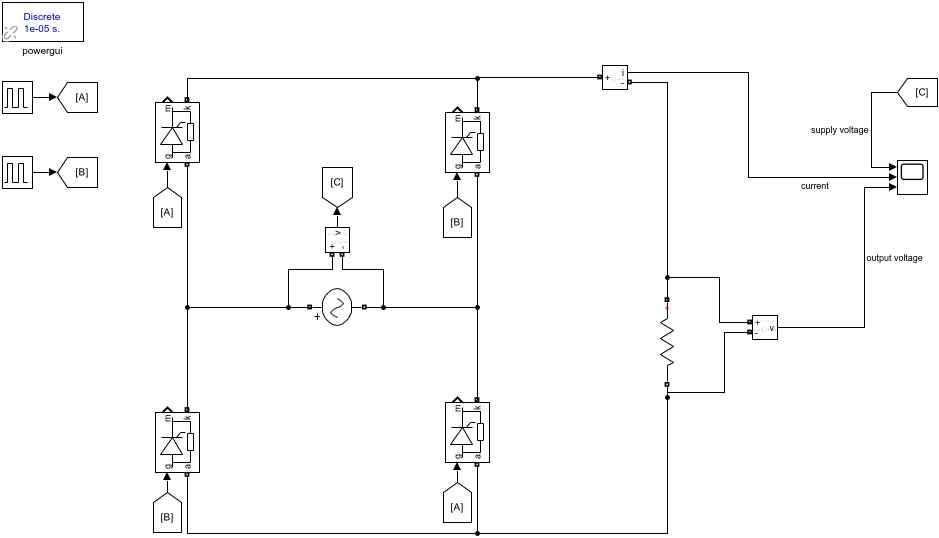 Discrete
1e-05 s.
powergui
[A]
[B]
m
k
g
a
[A]
m
k
g
a
[B]
[C]
v
+
-
+
+
i
-
[C]
supply voltage
current
output voltage
+
+
-
v
m
k
g
a
[B]
m
k
g
a
[A]